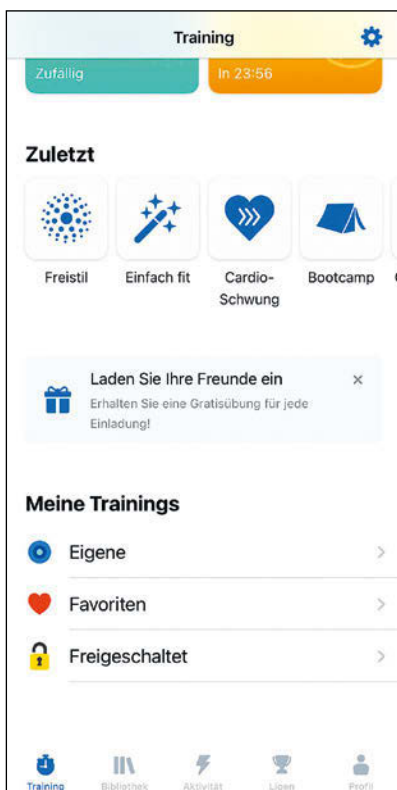 Training
Zufällig
In 23:56
Zuletzt
Freistil
Einfach fit
Cardio-
Schwung
Bootcamp
Laden Sie Ihre Freunde ein
Erhalten Sie eine Gratisübung für jede
Einladung!
Meine Trainings
Eigene
Favoriten
Freigeschaltet
Training
Bibliothek
Aktivität
Ligen
Profil